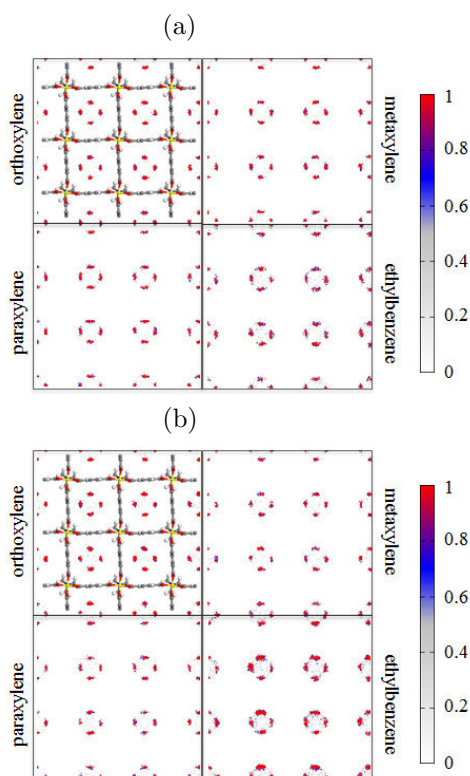 (a)
orthoxylene
metaxylene
paraxylene
ethylbenzene
1
0.8
0.6
0.4
0.2
0
(b)
orthoxylene
metaxylene
paraxylene
ethylbenzene
1
0.8
0.6
0.4
0.2
0